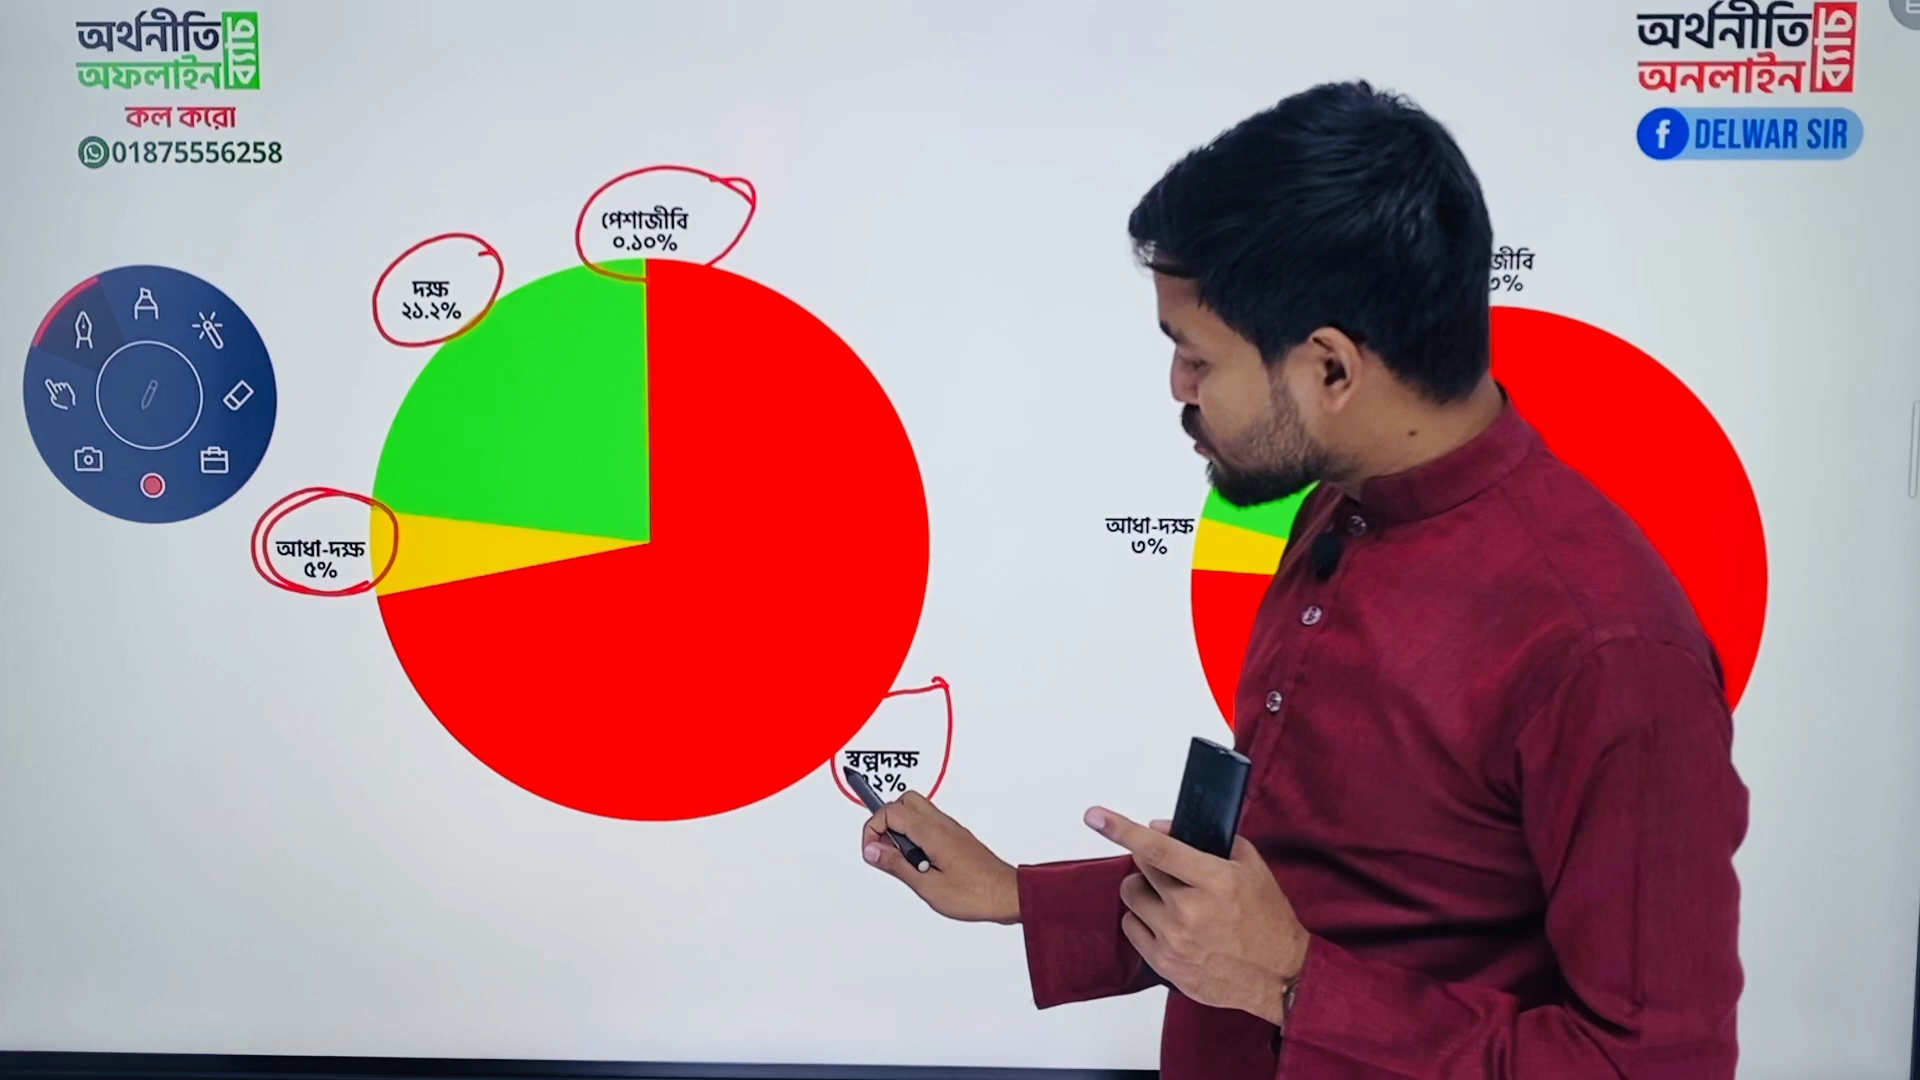 অর্থনীতি
অফলাইন
ব্যাচ
কল করো
01875556258
অর্থনীতি
অনলাইন
ব্যাচ
f DELWAR SIR
পেশাজীবি
০.১০%
দক্ষ
২১.২%
আধা-দক্ষ
৫%
স্বল্পদক্ষ
আধা-দক্ষ
৩%